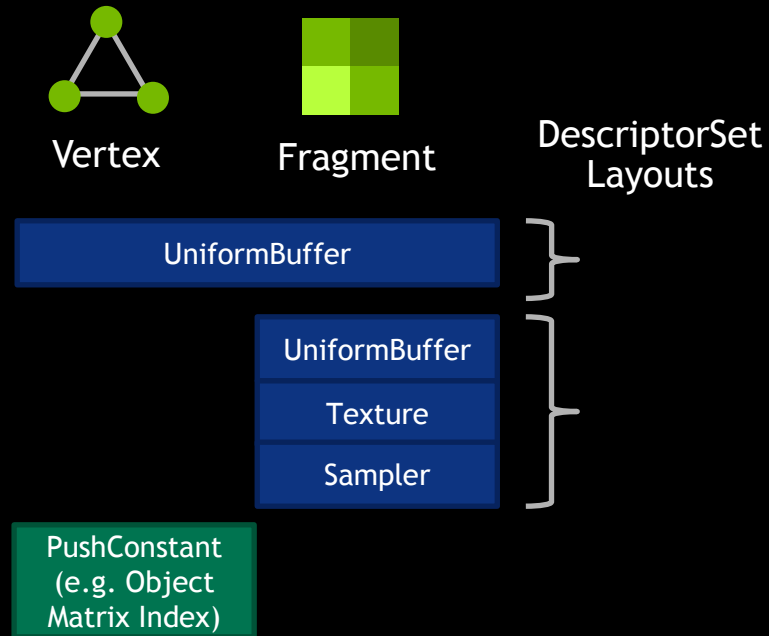 Vertex
Fragment
DescriptorSet
Layouts
UniformBuffer
UniformBuffer
Texture
Sampler
PushConstant
(e.g. Object
Matrix Index)